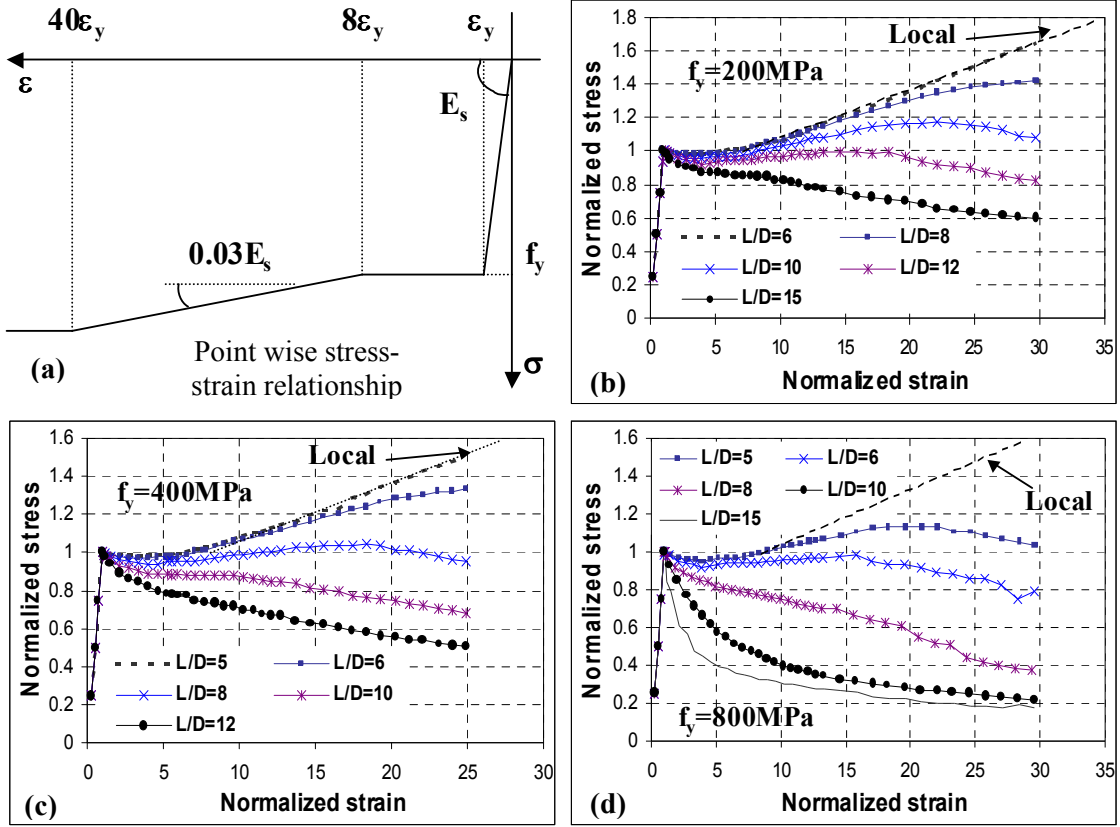 40εy 8εy εy
ε
Es
0.03Es
fy
Point wise stress-
strain relationship
σ
(a)
1.8
1.6
1.4
1.2
1
0.8
0.6
0.4
0.2
0
Normalized stress
fy=200MPa
Local
L/D=6 L/D=8
L/D=10 L/D=12
L/D=15
0 5 10 15 20 25 30 35
Normalized strain
(b)
1.6
1.4
1.2
1
0.8
0.6
0.4
0.2
0
Normalized stress
Local
fy=400MPa
L/D=5 L/D=6
L/D=8 L/D=10
L/D=12
0 5 10 15 20 25 30
Normalized strain
(c)
1.6
1.4
1.2
1
0.8
0.6
0.4
0.2
0
Normalized stress
L/D=5 L/D=6
L/D=8 L/D=10
L/D=15
Local
fy=800MPa
0 5 10 15 20 25 30 35
Normalized strain
(d)